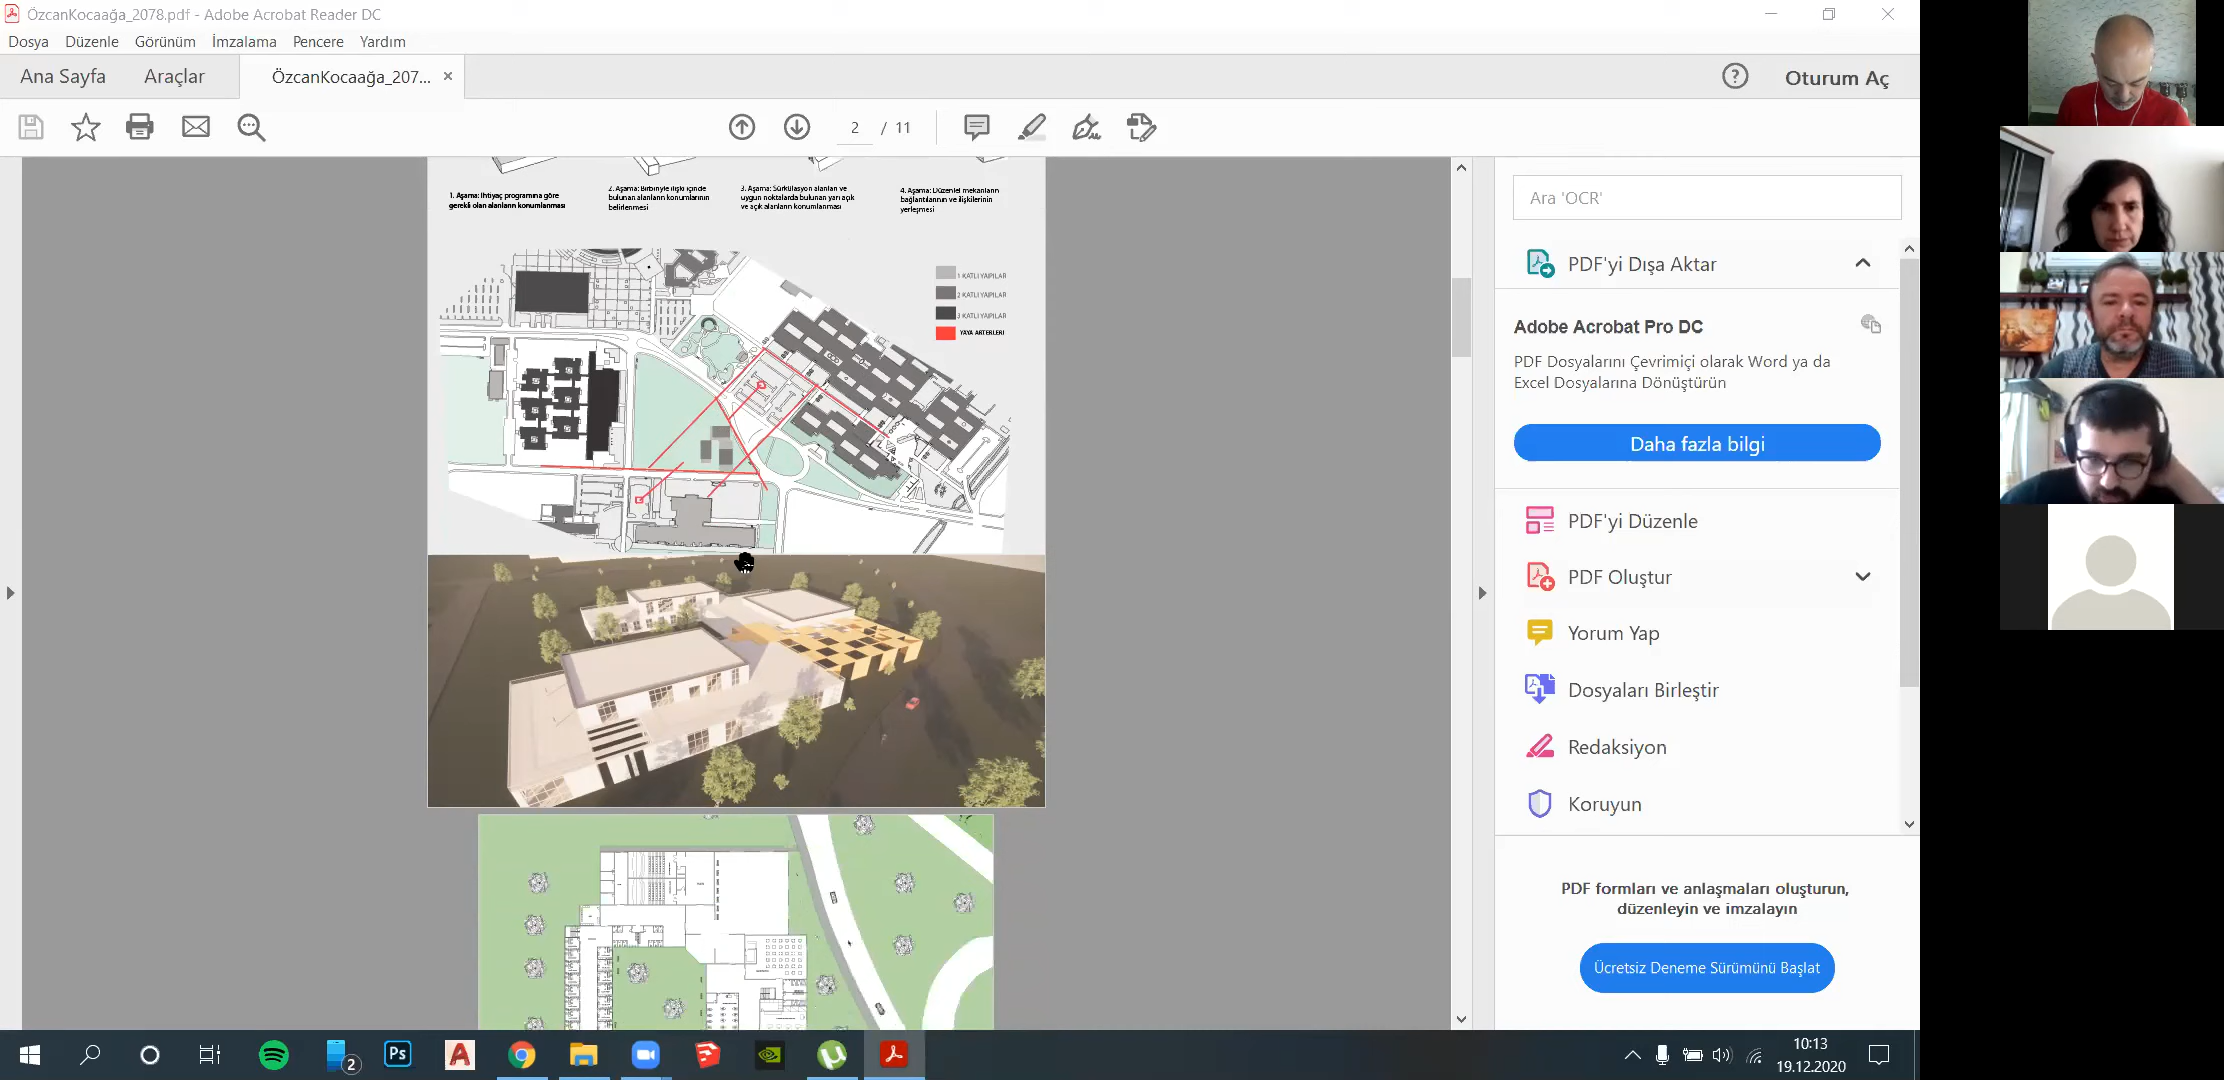 ÖzcanKocaağa_2078.pdf - Adobe Acrobat Reader DC
Dosya Düzenle Görünüm İmzalama Pencere Yardım
Ana Sayfa Araçlar ÖzcanKocaağa_207... × Oturum Aç
2 / 11
1. Aşama: İhtiyaç programına göre
gerekli olan alanların konumlanması
2. Aşama: Birbiriyle ilişki içinde
bulunan alanların konumlarının
belirlenmesi
3. Aşama: Sürkülasyon alanları ve
uygun noktalarda bulunan yarı açık
ve açık alanların konumlanması
4. Aşama: Düzenlel mekanların
bağlantılarının ve ilişkilerinin
yerleşmesi
1 KATLI YAPILAR
2 KATLI YAPILAR
3 KATLI YAPILAR
YAYA ARTERLERİ
Ara 'OCR'
PDF'yi Dışa Aktar
Adobe Acrobat Pro DC
PDF Dosyalarını Çevrimiçi olarak Word ya da
Excel Dosyalarına Dönüştürün
Daha fazla bilgi
PDF'yi Düzenle
PDF Oluştur
Yorum Yap
Dosyaları Birleştir
Redaksiyon
Koruyun
PDF formları ve anlaşmaları oluşturun,
düzenleyin ve imzalayın
Ücretsiz Deneme Sürümünü Başlat
2
Ps
10:13
19.12.2020